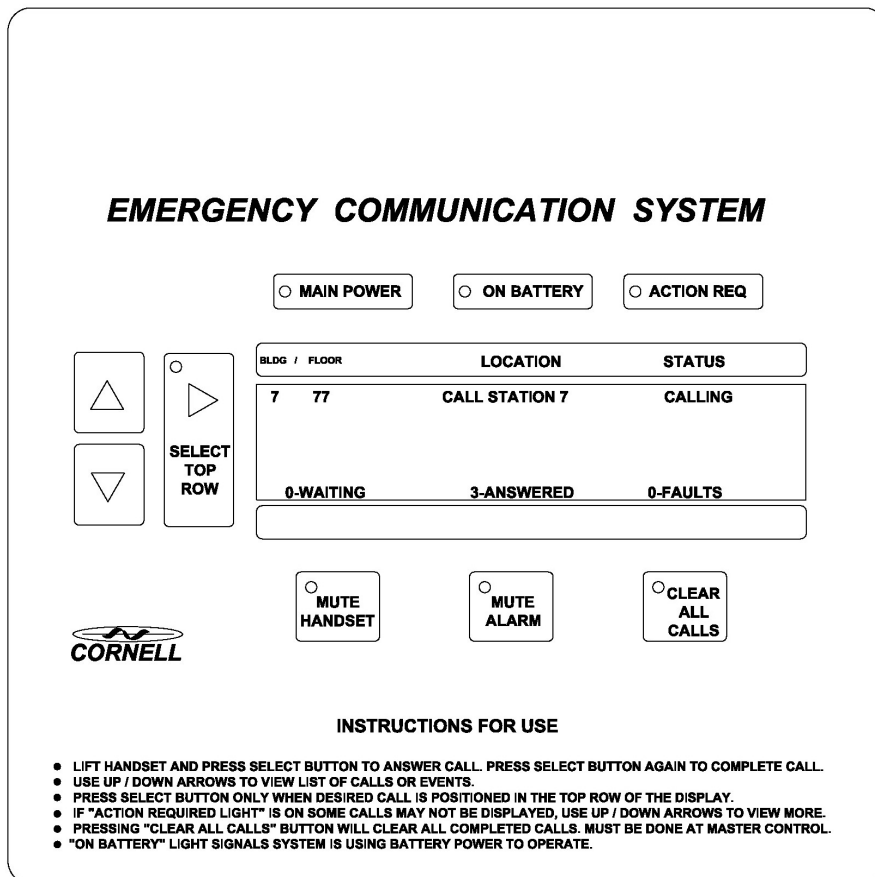 EMERGENCY COMMUNICATION SYSTEM
MAIN POWER
ON BATTERY
ACTION REQ
BLDG / FLOOR LOCATION STATUS
7 77 CALL STATION 7 CALLING
0-WAITING 3-ANSWERED 0-FAULTS
SELECT
TOP
ROW
MUTE
HANDSET
MUTE
ALARM
CLEAR
ALL
CALLS
CORNELL
INSTRUCTIONS FOR USE
● LIFT HANDSET AND PRESS SELECT BUTTON TO ANSWER CALL. PRESS SELECT BUTTON AGAIN TO COMPLETE CALL.
● USE UP / DOWN ARROWS TO VIEW LIST OF CALLS OR EVENTS.
● PRESS SELECT BUTTON ONLY WHEN DESIRED CALL IS POSITIONED IN THE TOP ROW OF THE DISPLAY.
● IF "ACTION REQUIRED LIGHT" IS ON SOME CALLS MAY NOT BE DISPLAYED, USE UP / DOWN ARROWS TO VIEW MORE.
● PRESSING "CLEAR ALL CALLS" BUTTON WILL CLEAR ALL COMPLETED CALLS. MUST BE DONE AT MASTER CONTROL.
● "ON BATTERY" LIGHT SIGNALS SYSTEM IS USING BATTERY POWER TO OPERATE.